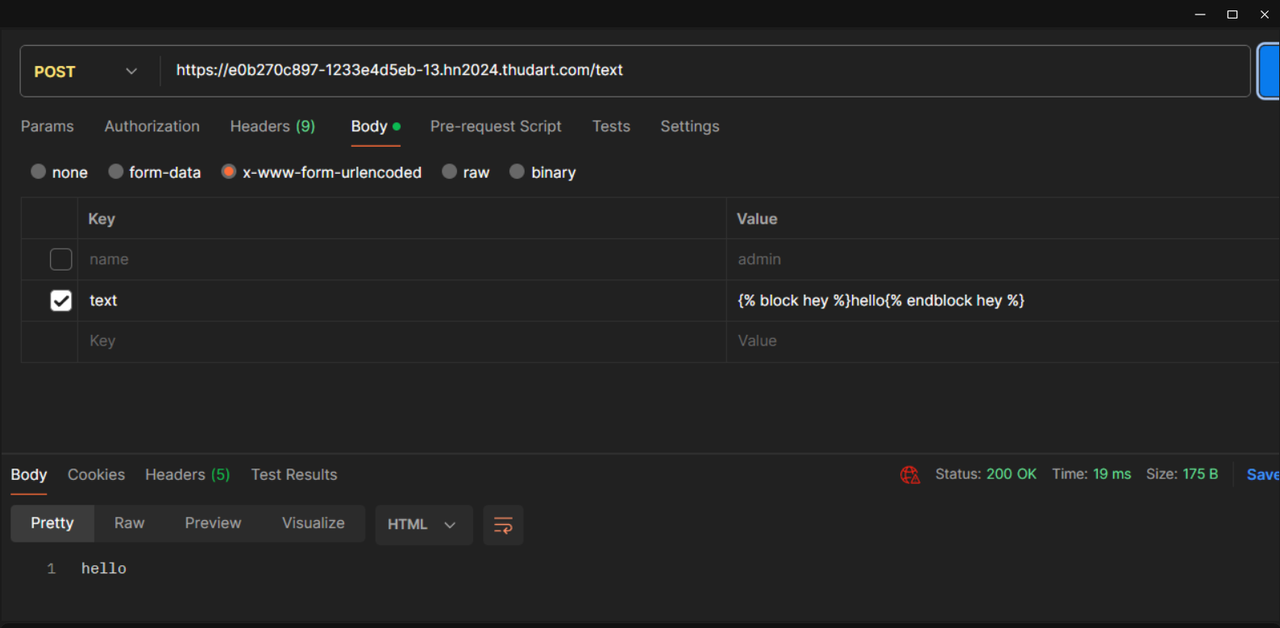 POST https://e0b270c897-1233e4d5eb-13.hn2024.thudart.com/text
Params Authorization Headers (9) Body Pre-request Script Tests Settings
none form-data x-www-form-urlencoded raw binary
Key Value
name admin
text {% block hey %}hello{% endblock hey %}
Key Value
Body Cookies Headers (5) Test Results Status: 200 OK Time: 19 ms Size: 175 B Save
Pretty Raw Preview Visualize HTML
1 hello